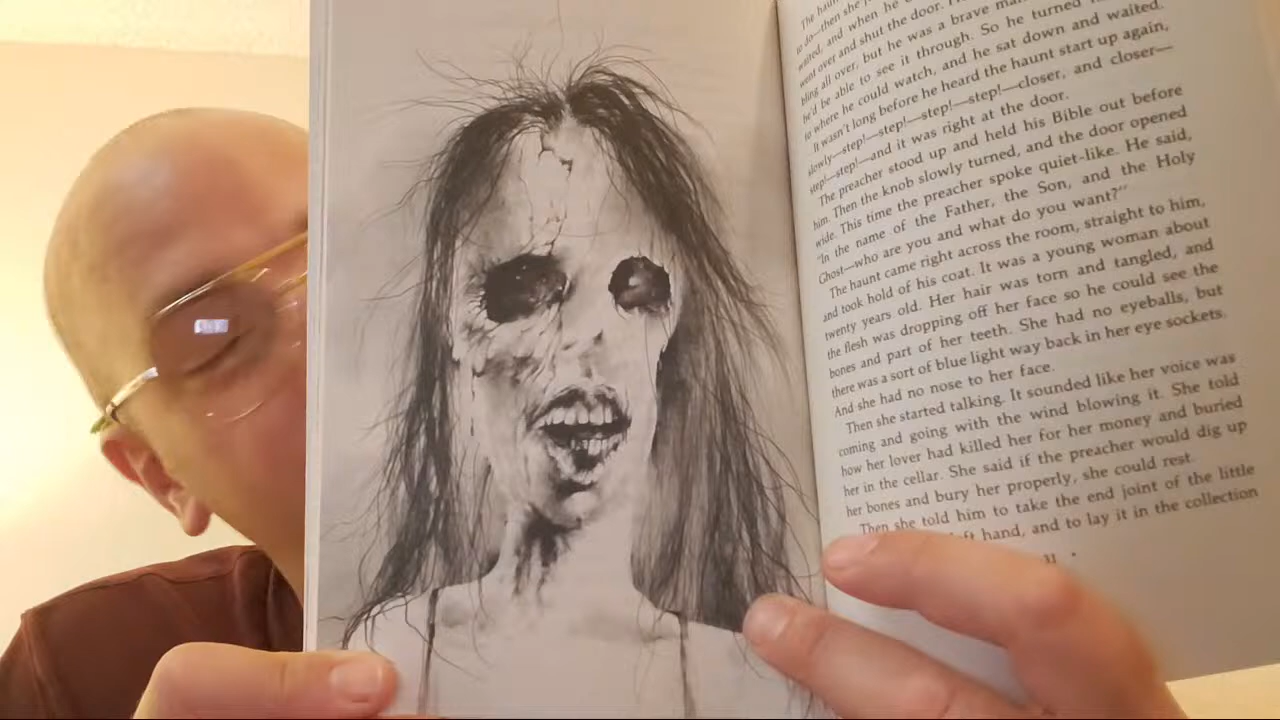 The haun
to do—then she
waited, and when he
went over and shut the door.
bling all over, but he was a brave man
he'd be able to see it through. So he turned
to where he could watch, and he sat down and waited.
It wasn't long before he heard the haunt start up again,
slowly—step!—step!—step!—step!—closer, and closer—
step!—step!—and it was right at the door.
The preacher stood up and held his Bible out before
him. Then the knob slowly turned, and the door opened
wide. This time the preacher spoke quiet-like. He said,
"In the name of the Father, the Son, and the Holy
Ghost—who are you and what do you want?"
The haunt came right across the room, straight to him,
and took hold of his coat. It was a young woman about
twenty years old. Her hair was torn and tangled, and
the flesh was dropping off her face so he could see the
bones and part of her teeth. She had no eyeballs, but
there was a sort of blue light way back in her eye sockets.
And she had no nose to her face.
Then she started talking. It sounded like her voice was
coming and going with the wind blowing it. She told
how her lover had killed her for her money and buried
her in the cellar. She said if the preacher would dig up
her bones and bury her properly, she could rest.
Then she told him to take the end joint of the little
left hand, and to lay it in the collection